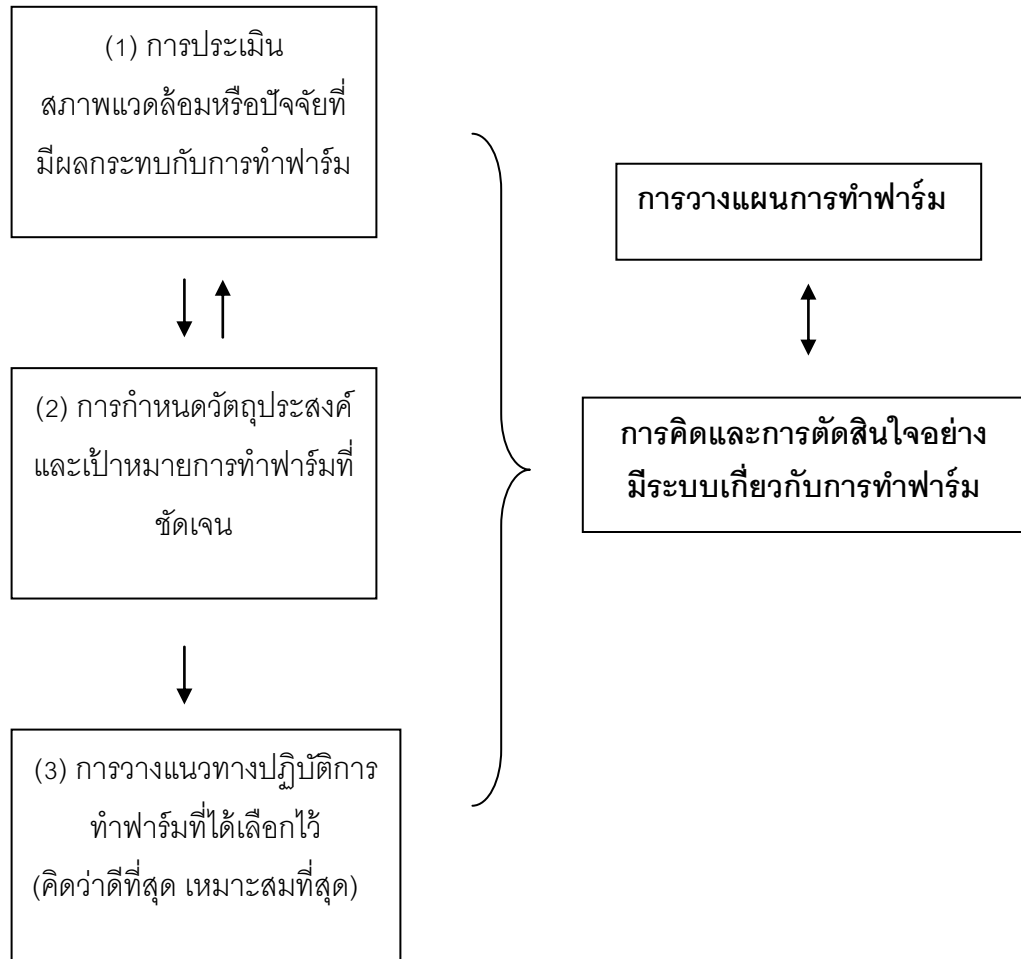 (1) การประเมิน
สภาพแวดล้อมหรือปัจจัยที่
มีผลกระทบกับการทำฟาร์ม
(2) การกำหนดวัตถุประสงค์
และเป้าหมายการทำฟาร์มที่
ชัดเจน
(3) การวางแนวทางปฏิบัติการ
ทำฟาร์มที่ได้เลือกไว้
(คิดว่าดีที่สุด เหมาะสมที่สุด)
การวางแผนการทำฟาร์ม
การคิดและการตัดสินใจอย่าง
มีระบบเกี่ยวกับการทำฟาร์ม